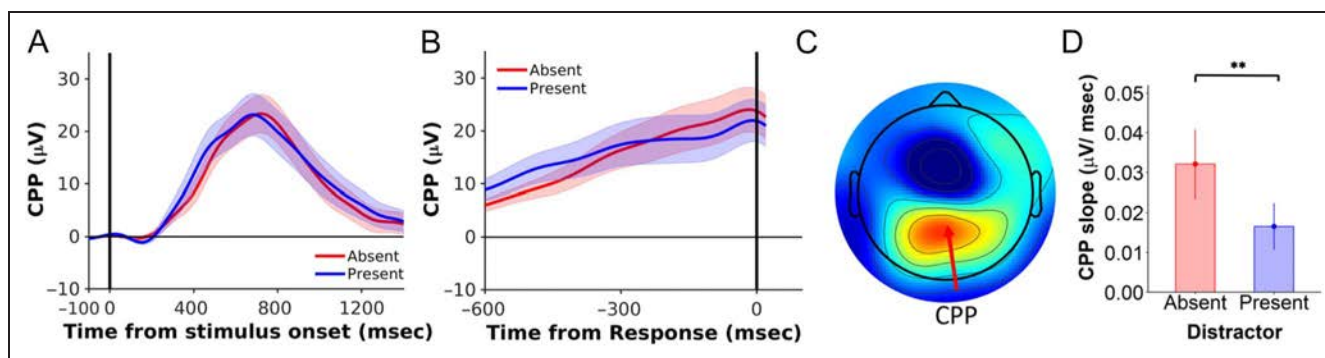 A
30
20
10
0
−10
CPP (μV)
−100
0
400
800
1200
Time from stimulus onset (msec)
Absent
Present
B
Absent
Present
30
20
10
0
−10
CPP (μV)
−600
−300
0
Time from Response (msec)
C
CPP
D
**
0.05
0.04
0.03
0.02
0.01
0.00
CPP slope (μV/ msec)
Absent
Present
Distractor